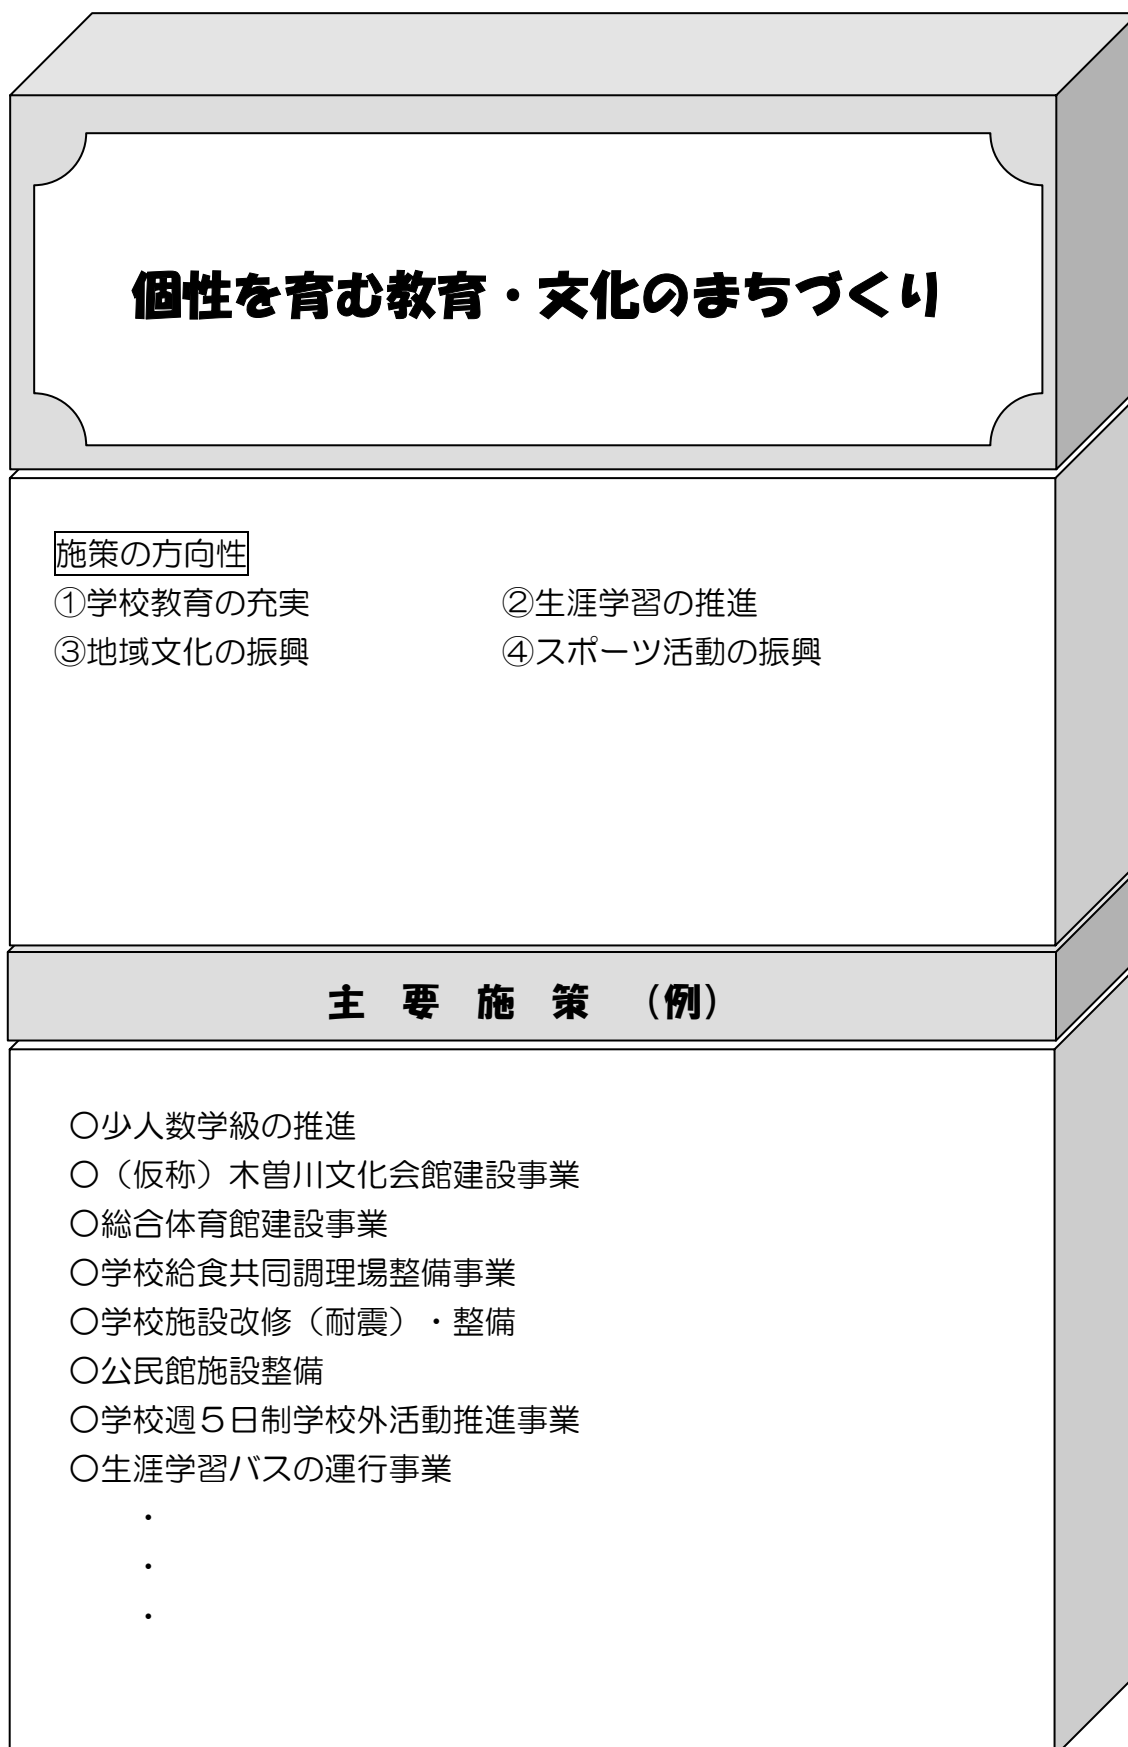 個性を育む教育・文化のまちづくり
施策の方向性
①学校教育の充実 ②生涯学習の推進
③地域文化の振興 ④スポーツ活動の振興
主 要 施 策 （例）
○少人数学級の推進
○（仮称）木曽川文化会館建設事業
○総合体育館建設事業
○学校給食共同調理場整備事業
○学校施設改修（耐震）・整備
○公民館施設整備
○学校週５日制学校外活動推進事業
○生涯学習バスの運行事業
・
・
・